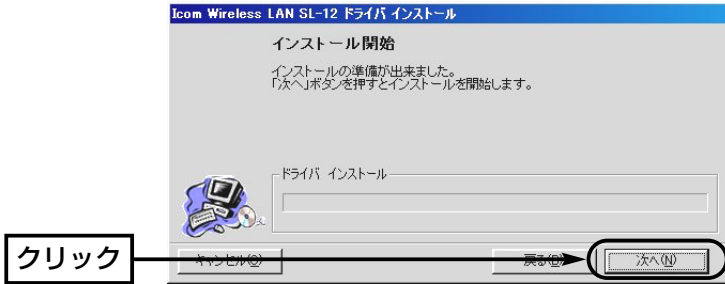 Icom Wireless LAN SL-12 ドライバ インストール
インストール開始
インストールの準備が出来ました。
「次へ」ボタンを押すとインストールを開始します。
ドライバ インストール
クリック
キャンセル(C)
戻る(B)
次へ(N)